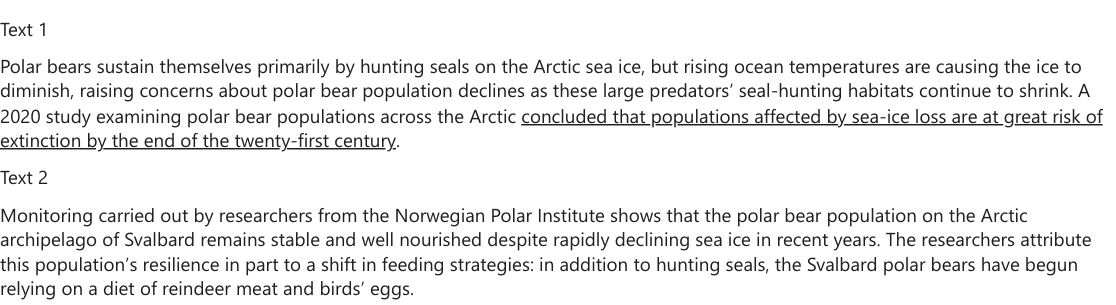 Text 1
Polar bears sustain themselves primarily by hunting seals on the Arctic sea ice, but rising ocean temperatures are causing the ice to
diminish, raising concerns about polar bear population declines as these large predators’ seal-hunting habitats continue to shrink. A
2020 study examining polar bear populations across the Arctic concluded that populations affected by sea-ice loss are at great risk of
extinction by the end of the twenty-first century.
Text 2
Monitoring carried out by researchers from the Norwegian Polar Institute shows that the polar bear population on the Arctic
archipelago of Svalbard remains stable and well nourished despite rapidly declining sea ice in recent years. The researchers attribute
this population’s resilience in part to a shift in feeding strategies: in addition to hunting seals, the Svalbard polar bears have begun
relying on a diet of reindeer meat and birds’ eggs.